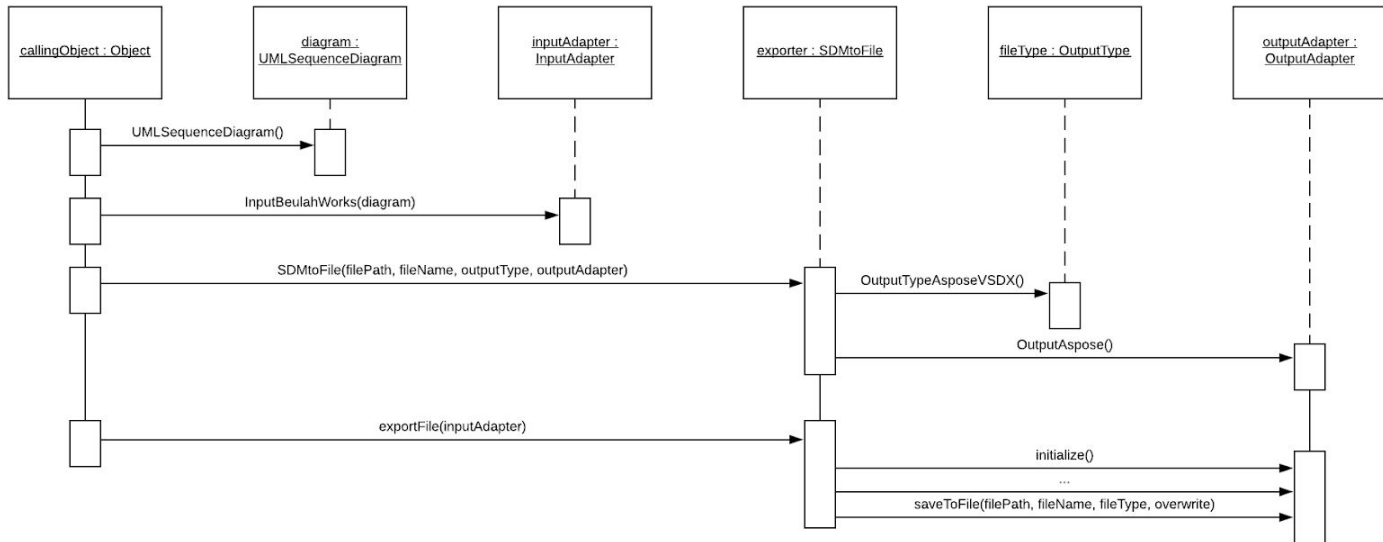 callingObject : Object
diagram :
UMLSequenceDiagram
inputAdapter :
InputAdapter
exporter : SDMtoFile
fileType : OutputType
outputAdapter :
OutputAdapter
UMLSequenceDiagram()
InputBeulahWorks(diagram)
SDMtoFile(filePath, fileName, outputType, outputAdapter)
OutputTypeAsposeVSDX()
OutputAspose()
exportFile(inputAdapter)
initialize()
...
saveToFile(filePath, fileName, fileType, overwrite)